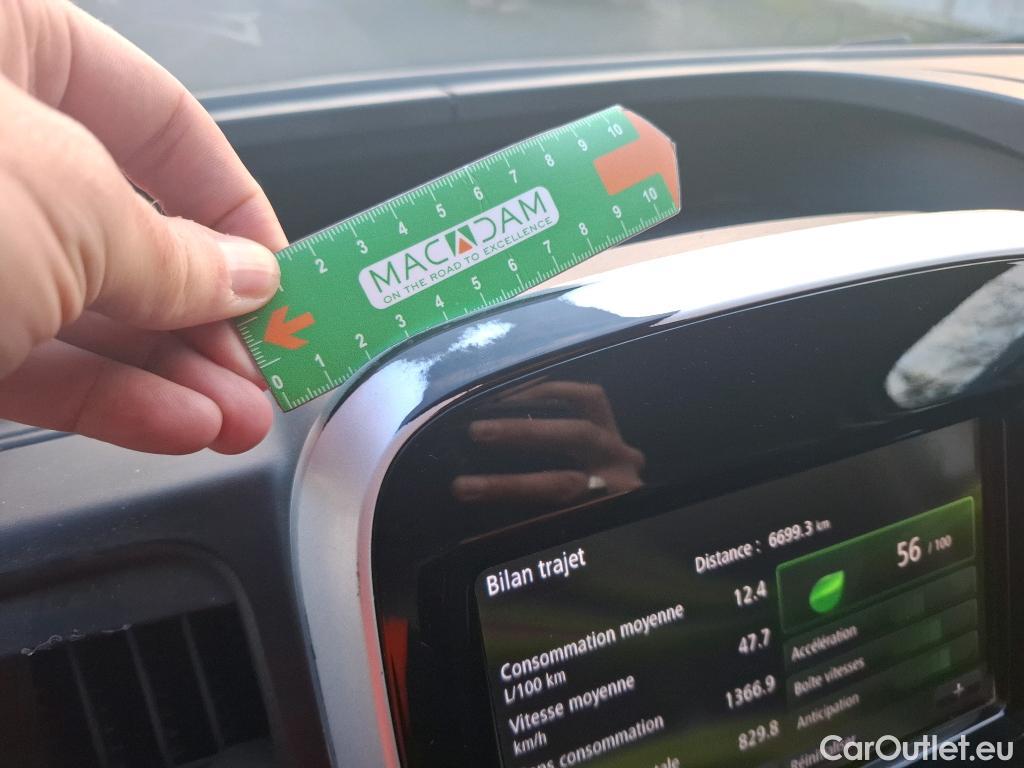 2 3 4 5 6 7 8 9 10
MACADAM
ON THE ROAD TO EXCELLENCE
0 1 2 3 4 5 6 7 8 9 10
Bilan trajet
Distance : 6699.3 km
56 / 100
Consommation moyenne 12.4
L/100 km
Vitesse moyenne 47.7
km/h
consommation 1366.9
829.8
Accélération
Boîte vitesses
Anticipation
+
CarOutlet.eu